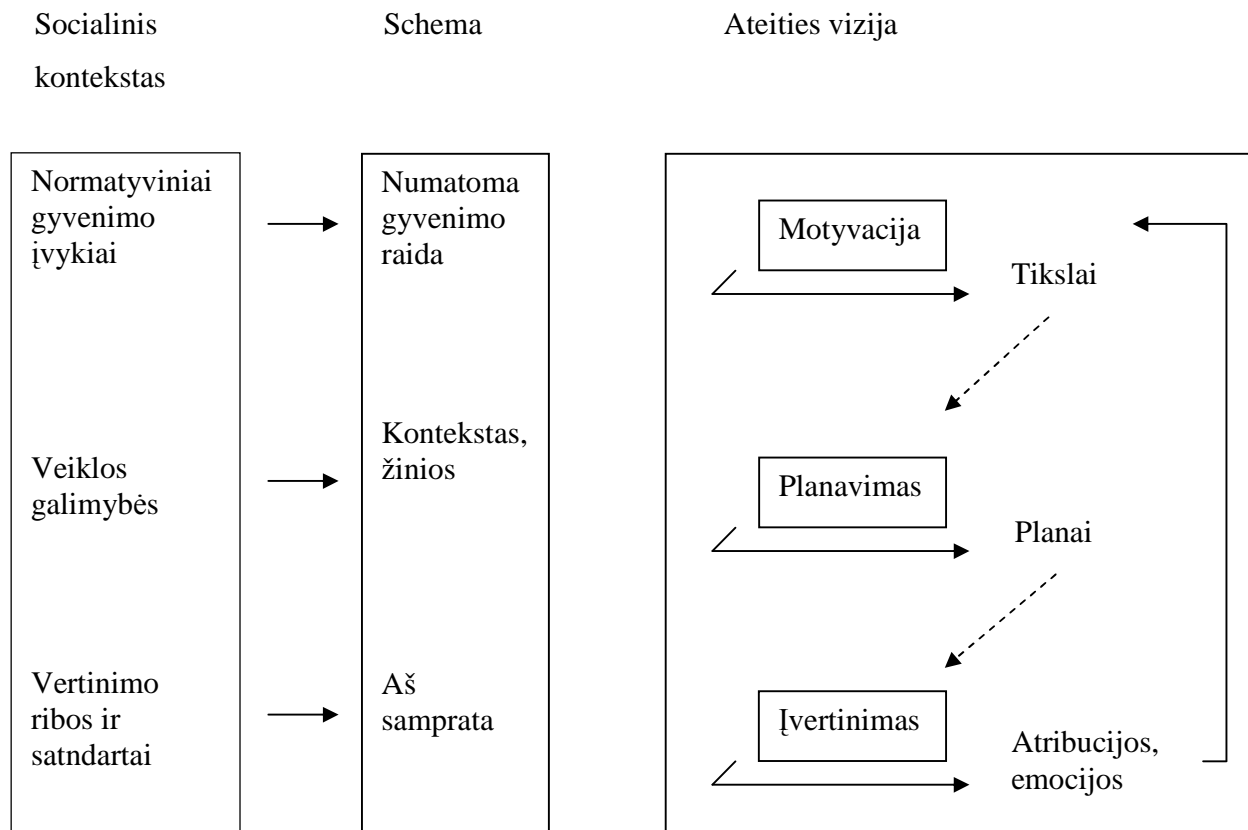 Socialinis
kontekstas
Schema
Ateities vizija
Normatyviniai
gyvenimo
įvykiai
Numatoma
gyvenimo
raida
Motyvacija
Tikslai
Veiklos
galimybės
Kontekstas,
žinios
Planavimas
Planai
Vertinimo
ribos ir
satndartai
Aš
samprata
Įvertinimas
Atribucijos,
emocijos